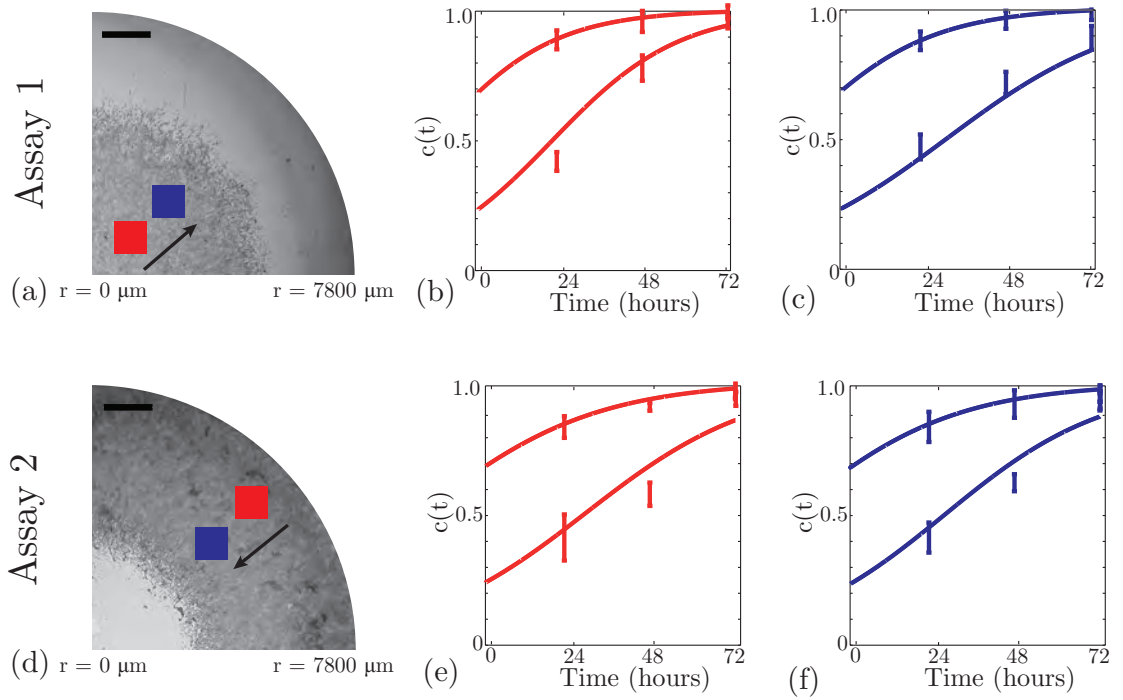 Assay 1
(a)
r = 0 μm
r = 7800 μm
(b)
c(t)
1.0
0.5
0
0
24
48
72
Time (hours)
(c)
c(t)
1.0
0.5
0
0
24
48
72
Time (hours)
Assay 2
(d)
r = 0 μm
r = 7800 μm
(e)
c(t)
1.0
0.5
0
0
24
48
72
Time (hours)
(f)
c(t)
1.0
0.5
0
0
24
48
72
Time (hours)